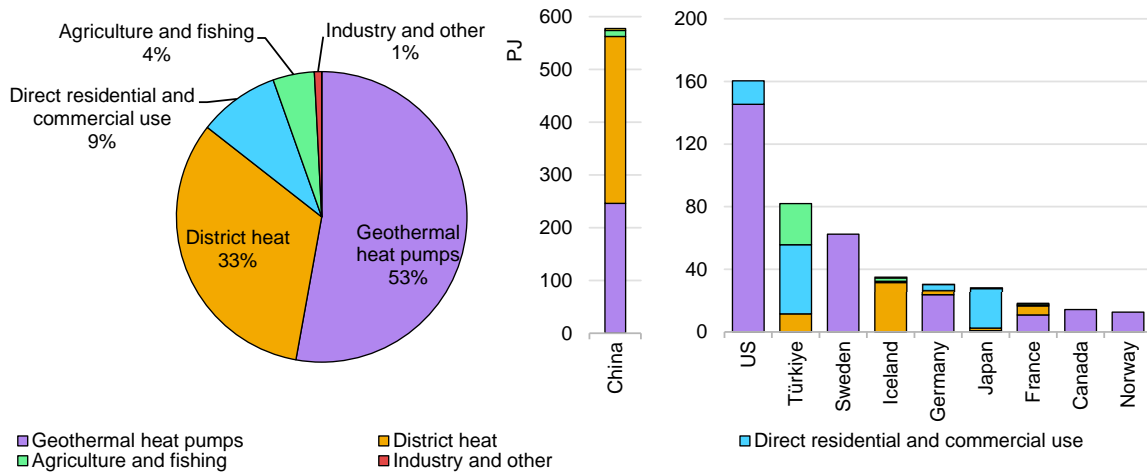 Agriculture and fishing
4%
Industry and other
1%
Direct residential and
commercial use
9%
District heat
33%
Geothermal
heat pumps
53%
PJ
600
500
400
300
200
100
0
China
200
160
120
80
40
0
US
Türkiye
Sweden
Iceland
Germany
Japan
France
Canada
Norway
Geothermal heat pumps
District heat
Direct residential and commercial use
Agriculture and fishing
Industry and other